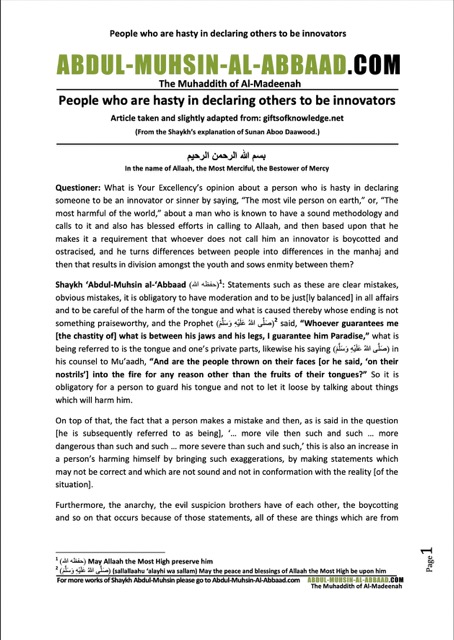 People who are hasty in declaring others to be innovators
ABDUL-MUHSIN-AL-ABBAAD.COM
The Muhaddith of Al-Madeenah
People who are hasty in declaring others to be innovators
Article taken and slightly adapted from: giftsofknowledge.net
(From the Shaykh's explanation of Sunan Aboo Daawood.)
بسم الله الرحمن الرحيم
In the name of Allaah, the Most Merciful, the Bestower of Mercy
Questioner: What is Your Excellency's opinion about a person who is hasty in declaring
someone to be an innovator or sinner by saying, "The most vile person on earth," or, "The
most harmful of the world," about a man who is known to have a sound methodology and
calls to it and also has blessed efforts in calling to Allaah, and then based upon that he
makes it a requirement that whoever does not call him an innovator is boycotted and
ostracised, and he turns differences between people into differences in the manhaj and
then that results in division amongst the youth and sows enmity between them?
Shaykh 'Abdul-Muhsin al-'Abbaad (حفظه الله)1: Statements such as these are clear mistakes,
obvious mistakes, it is obligatory to have moderation and to be just[ly balanced] in all affairs
and to be careful of the harm of the tongue and what is caused thereby whose ending is not
something praiseworthy, and the Prophet (صَلَّى اللهُ عَلَيْهِ وَسَلَّمَ)2 said, "Whoever guarantees me
[the chastity of] what is between his jaws and his legs, I guarantee him Paradise," what is
being referred to is the tongue and one's private parts, likewise his saying (صَلَّى اللهُ عَلَيْهِ وَسَلَّمَ) in
his counsel to Mu'aadh, "And are the people thrown on their faces [or he said, 'on their
nostrils'] into the fire for any reason other than the fruits of their tongues?" So it is
obligatory for a person to guard his tongue and not to let it loose by talking about things
which will harm him.
On top of that, the fact that a person makes a mistake and then, as is said in the question
[he is subsequently referred to as being], '... more vile then such and such ... more
dangerous than such and such ... more severe than such and such,' this is also an increase in
a person's harming himself by bringing such exaggerations, by making statements which
may not be correct and which are not sound and not in conformation with the reality [of the
situation].
Furthermore, the anarchy, the evil suspicion brothers have of each other, the boycotting
and so on that occurs because of those statements, all of these are things which are from
1 (حفظه الله) May Allaah the Most High preserve him
2 (صَلَّى اللهُ عَلَيْهِ وَسَلَّمَ) (sallallaahu 'alayhi wa sallam) May the peace and blessings of Allaah the Most High be upon him
For more works of Shaykh Abdul-Muhsin please go to Abdul-Muhsin-Al-Abbaad.com
ABDUL-MUHSIN-AL-ABBAAD.COM
The Muhaddith of Al-Madeenah
Page 1